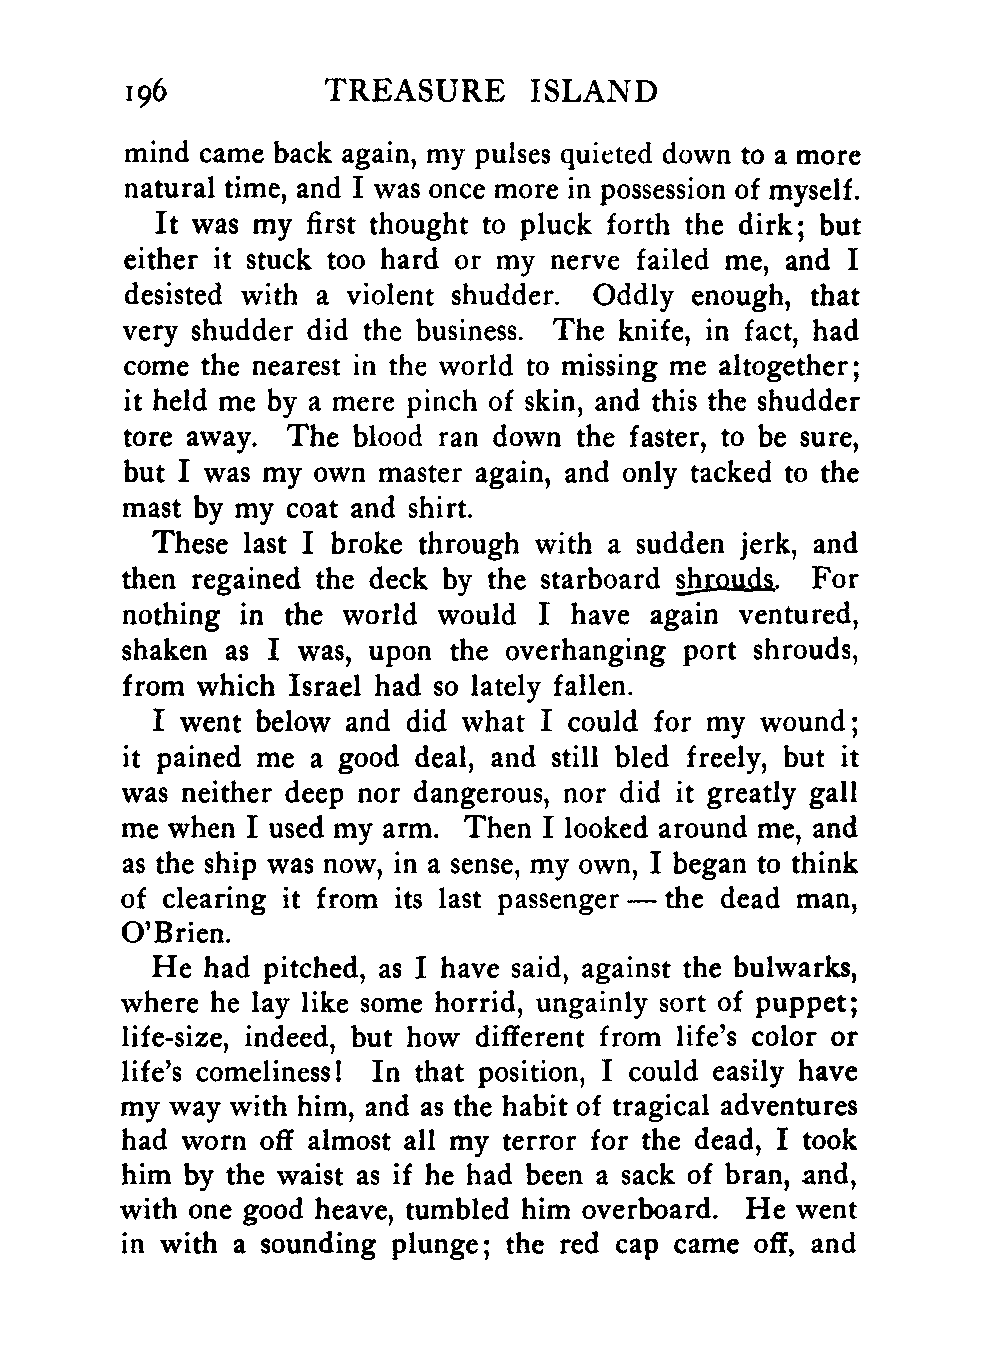 196 TREASURE ISLAND
mind came back again, my pulses quieted down to a more
natural time, and I was once more in possession of myself.
It was my first thought to pluck forth the dirk; but
either it stuck too hard or my nerve failed me, and I
desisted with a violent shudder. Oddly enough, that
very shudder did the business. The knife, in fact, had
come the nearest in the world to missing me altogether;
it held me by a mere pinch of skin, and this the shudder
tore away. The blood ran down the faster, to be sure,
but I was my own master again, and only tacked to the
mast by my coat and shirt.
These last I broke through with a sudden jerk, and
then regained the deck by the starboard shrouds. For
nothing in the world would I have again ventured,
shaken as I was, upon the overhanging port shrouds,
from which Israel had so lately fallen.
I went below and did what I could for my wound;
it pained me a good deal, and still bled freely, but it
was neither deep nor dangerous, nor did it greatly gall
me when I used my arm. Then I looked around me, and
as the ship was now, in a sense, my own, I began to think
of clearing it from its last passenger — the dead man,
O'Brien.
He had pitched, as I have said, against the bulwarks,
where he lay like some horrid, ungainly sort of puppet;
life-size, indeed, but how different from life's color or
life's comeliness! In that position, I could easily have
my way with him, and as the habit of tragical adventures
had worn off almost all my terror for the dead, I took
him by the waist as if he had been a sack of bran, and,
with one good heave, tumbled him overboard. He went
in with a sounding plunge; the red cap came off, and